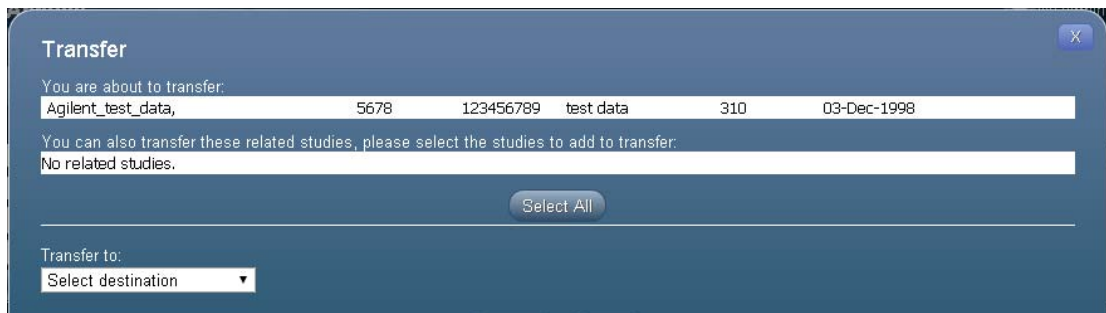 X
Transfer
You are about to transfer:
Agilent_test_data, 5678 123456789 test data 310 03-Dec-1998
You can also transfer these related studies, please select the studies to add to transfer:
No related studies.
Select All
Transfer to:
Select destination